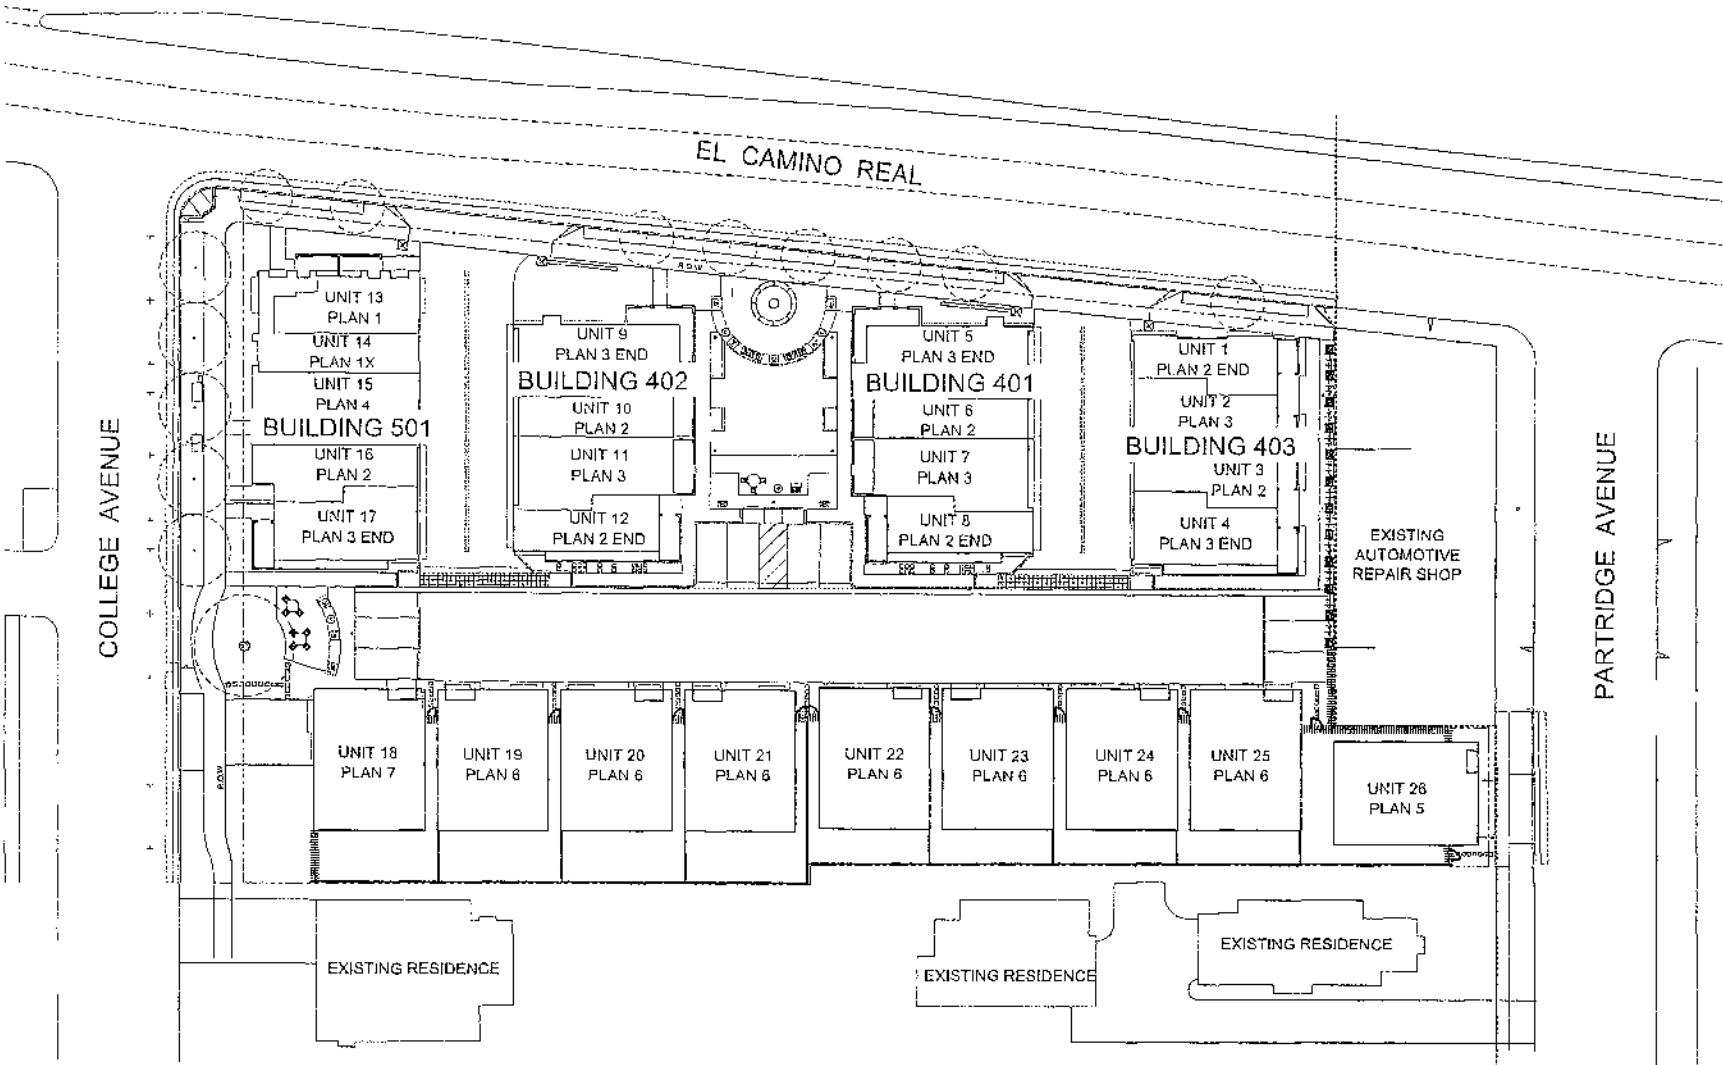 EL CAMINO REAL
R.O.W
UNIT 13
PLAN 1
UNIT 14
PLAN 1X
UNIT 15
PLAN 4
BUILDING 501
UNIT 16
PLAN 2
UNIT 17
PLAN 3 END
UNIT 9
PLAN 3 END
BUILDING 402
UNIT 10
PLAN 2
UNIT 11
PLAN 3
UNIT 12
PLAN 2 END
UNIT 5
PLAN 3 END
BUILDING 401
UNIT 6
PLAN 2
UNIT 7
PLAN 3
UNIT 8
PLAN 2 END
UNIT 1
PLAN 2 END
UNIT 2
PLAN 3
BUILDING 403
UNIT 3
PLAN 2
UNIT 4
PLAN 3 END
EXISTING
AUTOMOTIVE
REPAIR SHOP
COLLEGE AVENUE
PARTRIDGE AVENUE
R.O.W
UNIT 18
PLAN 7
UNIT 19
PLAN 6
UNIT 20
PLAN 6
UNIT 21
PLAN 6
UNIT 22
PLAN 6
UNIT 23
PLAN 6
UNIT 24
PLAN 6
UNIT 25
PLAN 6
UNIT 26
PLAN 5
EXISTING RESIDENCE
EXISTING RESIDENCE
EXISTING RESIDENCE